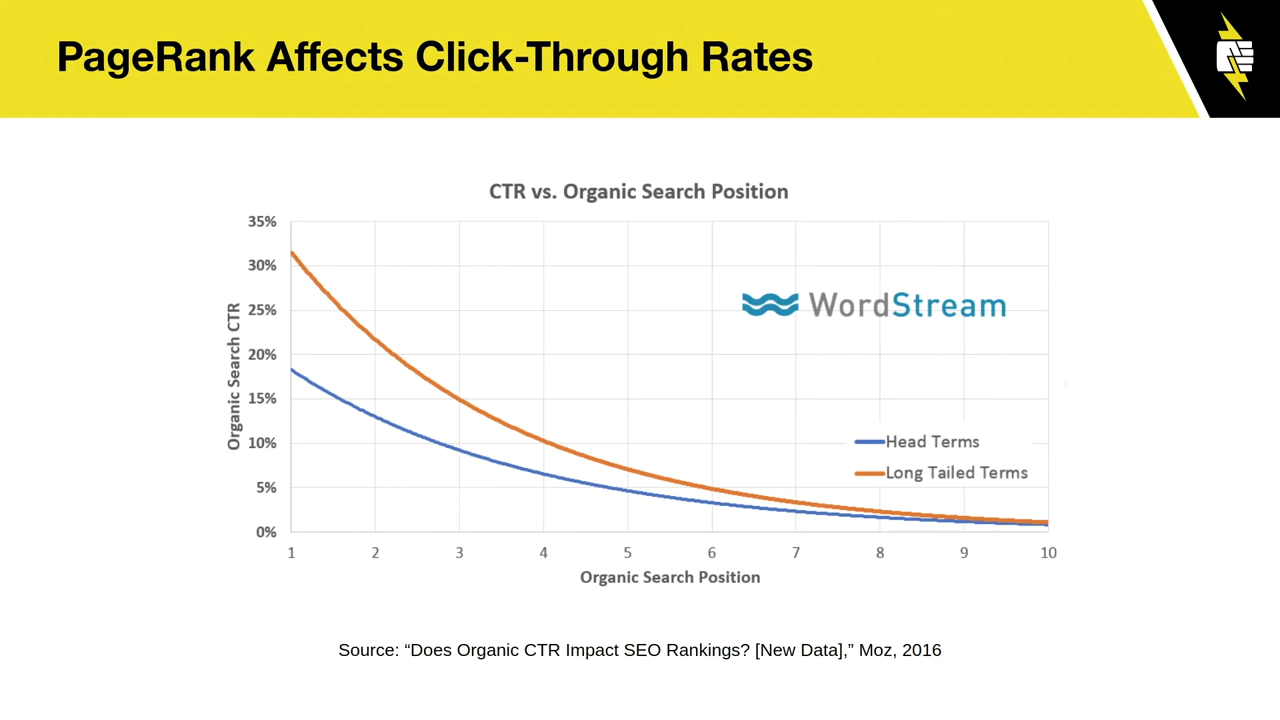 PageRank Affects Click-Through Rates
CTR vs. Organic Search Position
35%
30%
25%
20%
15%
10%
5%
0%
Organic Search CTR
WordStream
Head Terms
Long Tailed Terms
1 2 3 4 5 6 7 8 9 10
Organic Search Position
Source: “Does Organic CTR Impact SEO Rankings? [New Data],” Moz, 2016